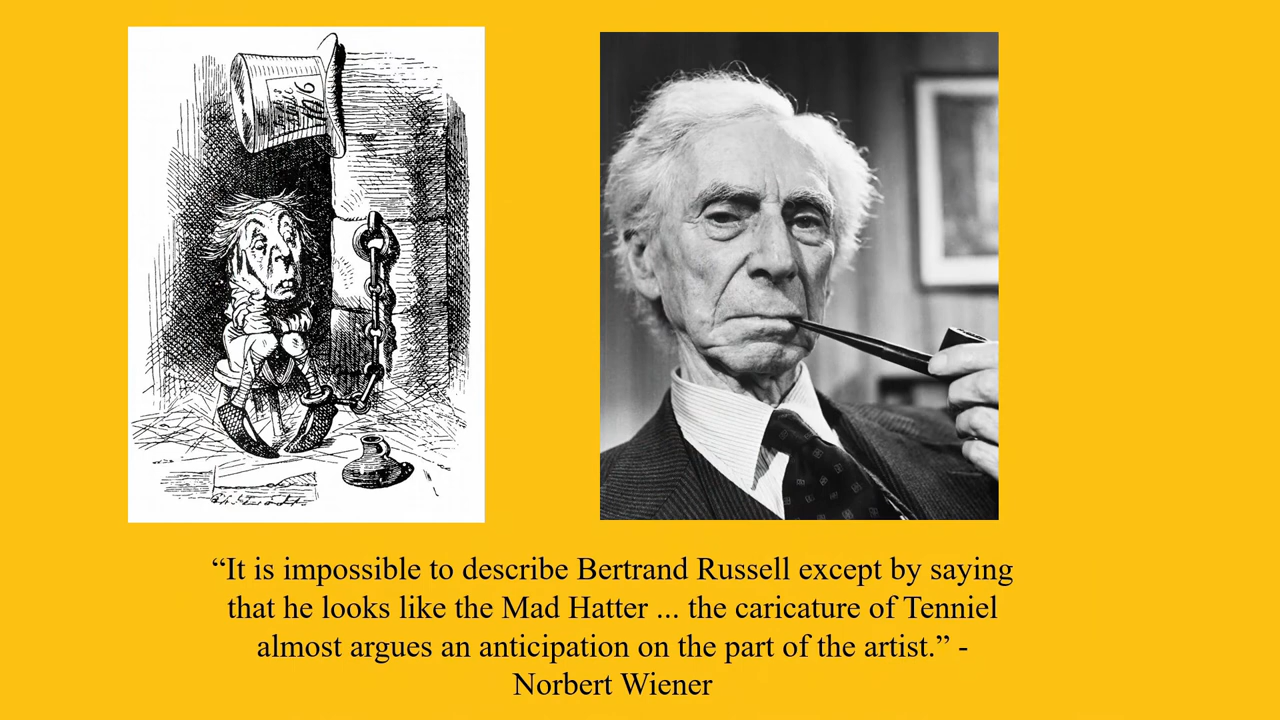 “It is impossible to describe Bertrand Russell except by saying
that he looks like the Mad Hatter ... the caricature of Tenniel
almost argues an anticipation on the part of the artist.” -
Norbert Wiener